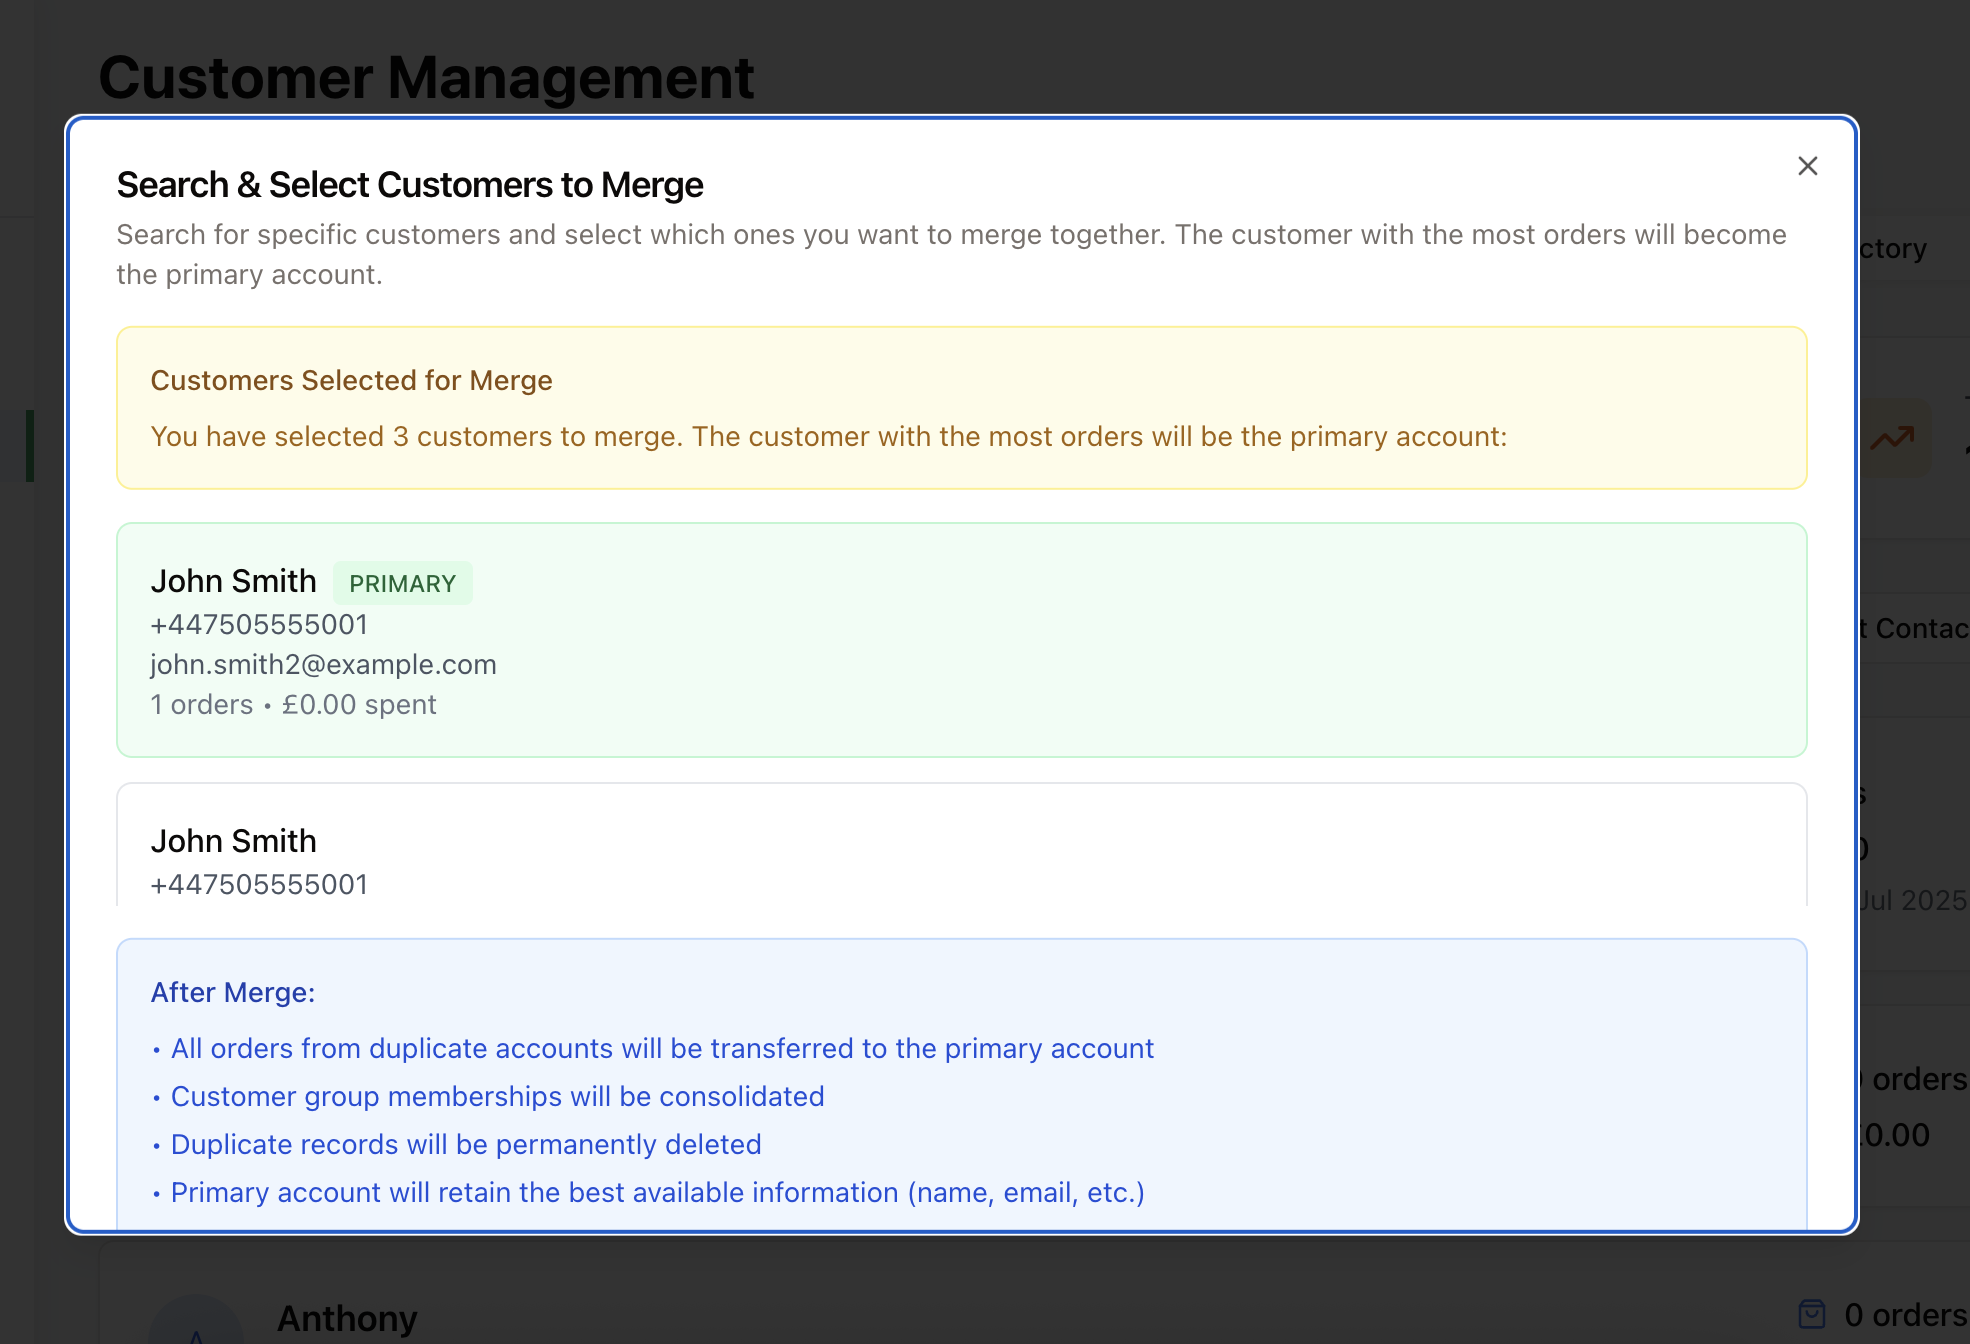 Customer Management
Search & Select Customers to Merge
Search for specific customers and select which ones you want to merge together. The customer with the most orders will become
the primary account.
Customers Selected for Merge
You have selected 3 customers to merge. The customer with the most orders will be the primary account:
John Smith PRIMARY
+447505555001
john.smith2@example.com
1 orders • £0.00 spent
John Smith
+447505555001
After Merge:
• All orders from duplicate accounts will be transferred to the primary account
• Customer group memberships will be consolidated
• Duplicate records will be permanently deleted
• Primary account will retain the best available information (name, email, etc.)
ctory
t Contac
Jul 2025
orders
0.00
A Anthony
0 orders